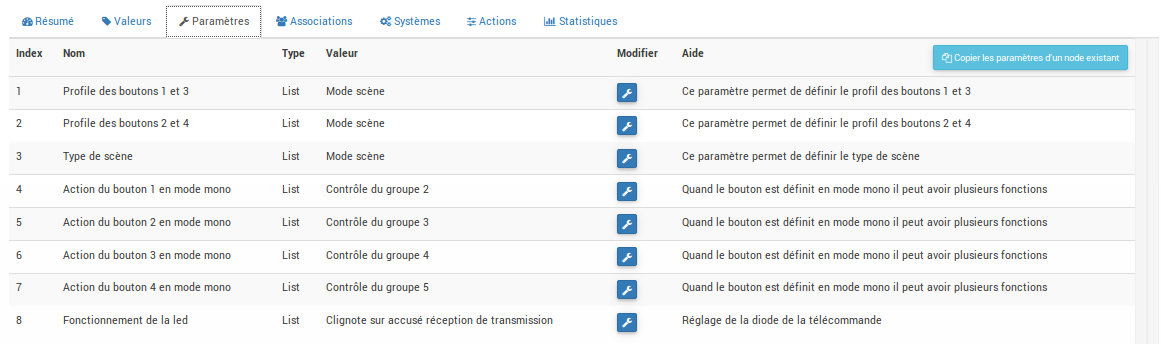 Résumé Valeurs Paramètres Associations Systèmes Actions Statistiques
Index Nom Type Valeur Modifier Aide Copier les paramètres d'un node existant
1 Profile des boutons 1 et 3 List Mode scène Ce paramètre permet de définir le profil des boutons 1 et 3
2 Profile des boutons 2 et 4 List Mode scène Ce paramètre permet de définir le profil des boutons 2 et 4
3 Type de scène List Mode scène Ce paramètre permet de définir le type de scène
4 Action du bouton 1 en mode mono List Contrôle du groupe 2 Quand le bouton est définit en mode mono il peut avoir plusieurs fonctions
5 Action du bouton 2 en mode mono List Contrôle du groupe 3 Quand le bouton est définit en mode mono il peut avoir plusieurs fonctions
6 Action du bouton 3 en mode mono List Contrôle du groupe 4 Quand le bouton est définit en mode mono il peut avoir plusieurs fonctions
7 Action du bouton 4 en mode mono List Contrôle du groupe 5 Quand le bouton est définit en mode mono il peut avoir plusieurs fonctions
8 Fonctionnement de la led List Clignote sur accusé réception de transmission Réglage de la diode de la télécommande